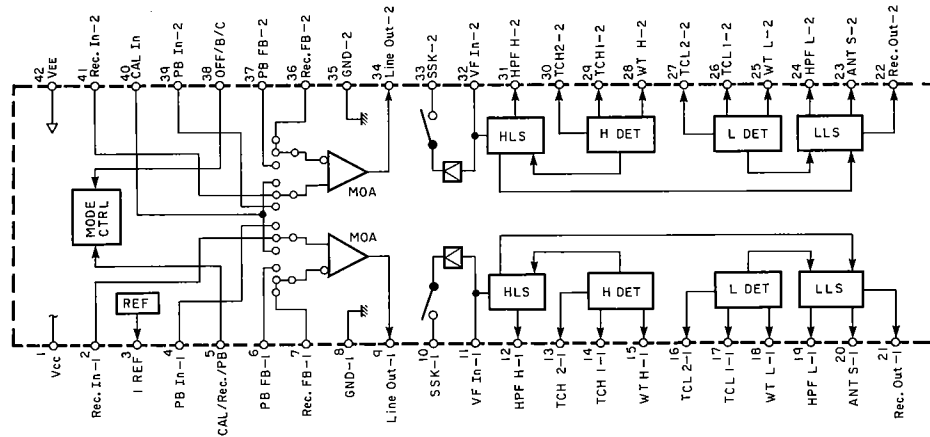 42 VEE
41 Rec. In-2
40 CAL In
39 PB In-2
38 OFF/B/C
37 PB FB-2
36 Rec. FB-2
35 GND-2
34 Line Out-2
33 SSK-2
32 VF In-2
31 HPF H-2
30 TCH2-2
29 TCH1-2
28 WT H-2
27 TCL2-2
26 TCL1-2
25 WT L-2
24 HPF L-2
23 ANT S-2
22 Rec. Out-2
MODE CTRL
MOA
HLS
H DET
L DET
LLS
REF
MOA
HLS
H DET
L DET
LLS
1 Vcc
2 Rec. In-1
3 I REF
4 PB In-1
5 CAL/Rec./PB
6 PB FB-1
7 Rec. FB-1
8 GND-1
9 Line Out-1
10 SSK-1
11 VF In-1
12 HPF H-1
13 TCH 2-1
14 TCH 1-1
15 WT H-1
16 TCL 2-1
17 TCL 1-1
18 WT L-1
19 HPF L-1
20 ANT S-1
21 Rec. Out-1